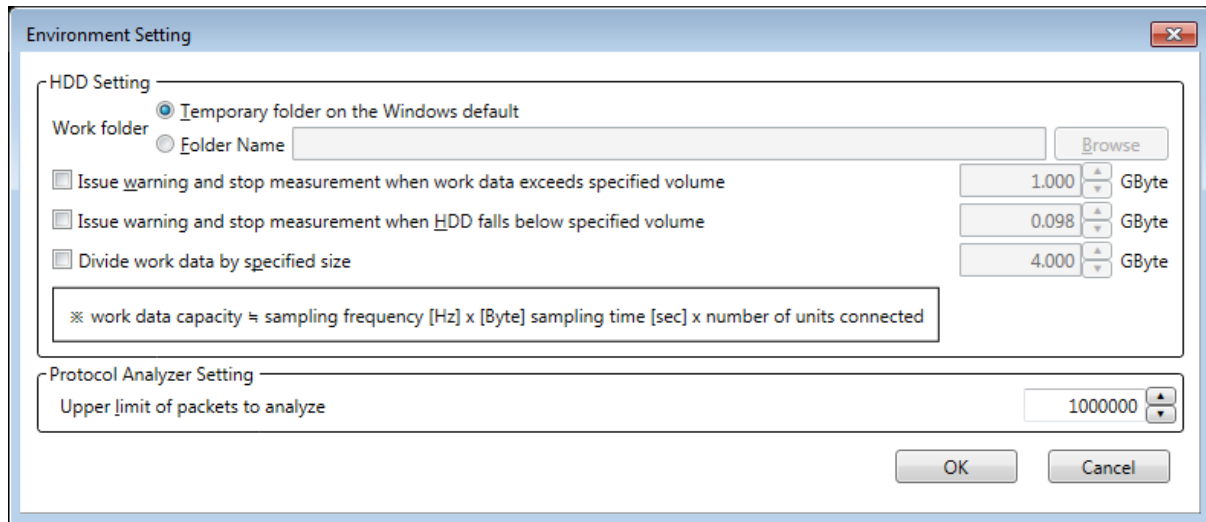 Environment Setting
HDD Setting
Work folder
Temporary folder on the Windows default
Folder Name
Browse
Issue warning and stop measurement when work data exceeds specified volume 1.000 GByte
Issue warning and stop measurement when HDD falls below specified volume 0.098 GByte
Divide work data by specified size 4.000 GByte
※ work data capacity ≒ sampling frequency [Hz] x [Byte] sampling time [sec] x number of units connected
Protocol Analyzer Setting
Upper limit of packets to analyze 1000000
OK Cancel